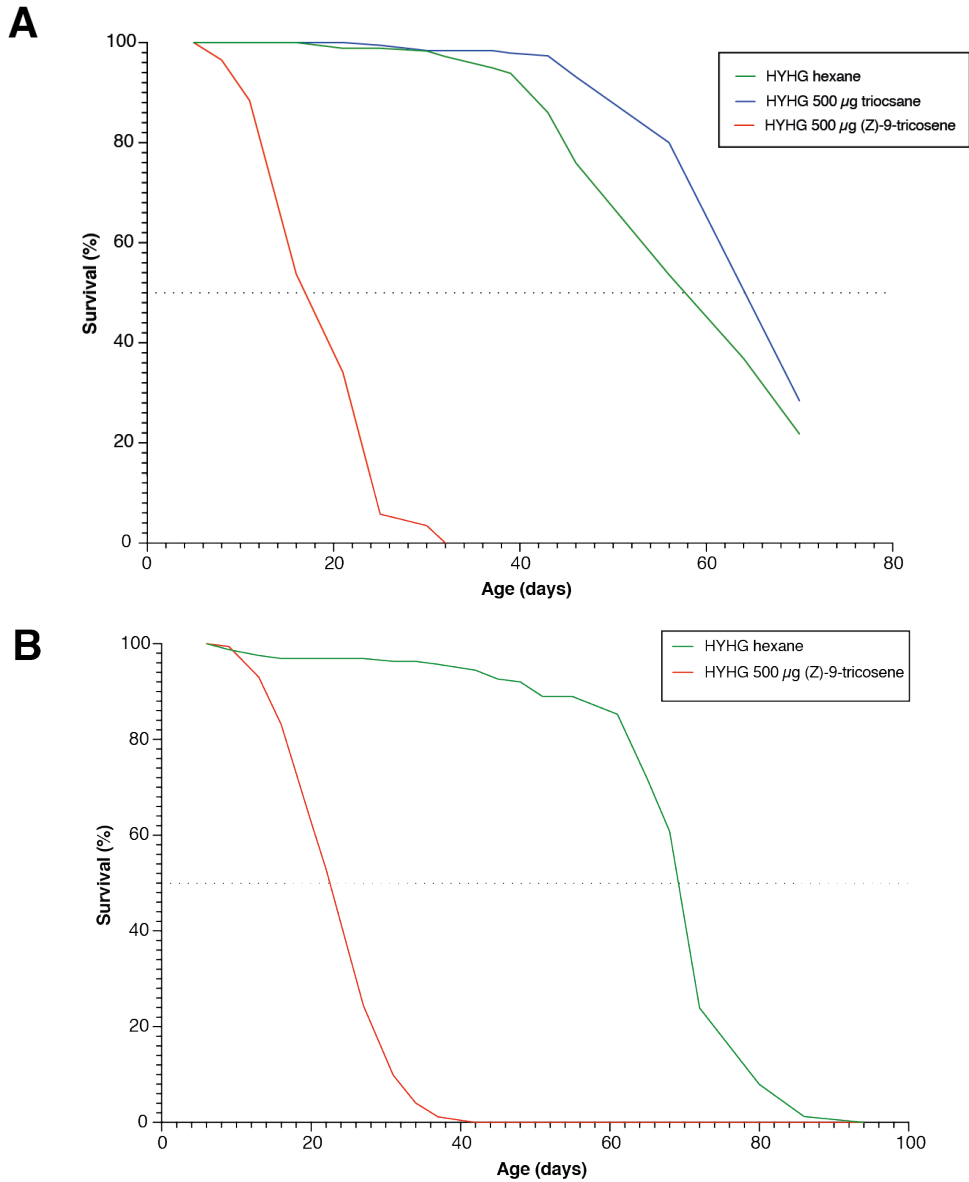 A
100
80
60
40
20
0
Survival (%)
0 20 40 60 80
Age (days)
HYHG hexane
HYHG 500 µg triocsane
HYHG 500 µg (Z)-9-tricosene
B
100
80
60
40
20
0
Survival (%)
0 20 40 60 80 100
Age (days)
HYHG hexane
HYHG 500 µg (Z)-9-tricosene